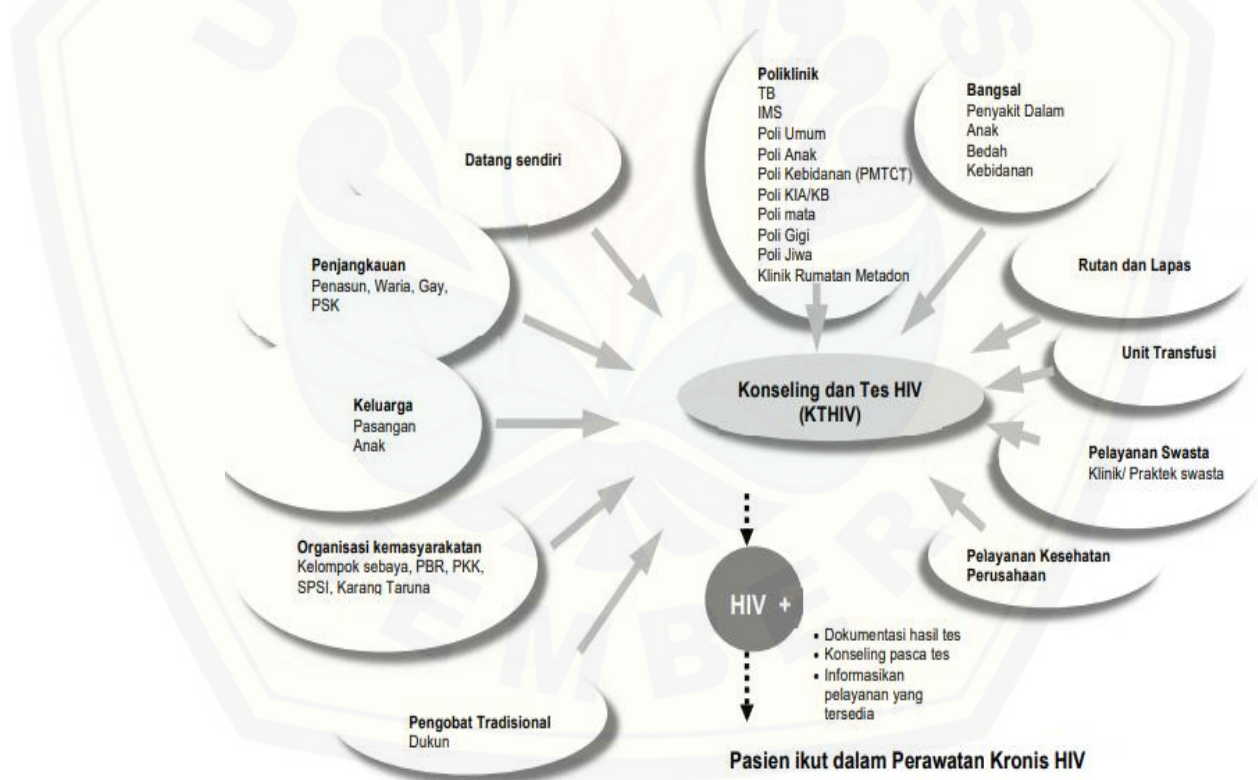 Datang sendiri
Penjangkauan
Penasun, Waria, Gay,
PSK
Keluarga
Pasangan
Anak
Organisasi kemasyarakatan
Kelompok sebaya, PBR, PKK,
SPSI, Karang Taruna
Pengobat Tradisional
Dukun
Poliklinik
TB
IMS
Poli Umum
Poli Anak
Poli Kebidanan (PMTCT)
Poli KIA/KB
Poli mata
Poli Gigi
Poli Jiwa
Klinik Rumatan Metadon
Bangsal
Penyakit Dalam
Anak
Bedah
Kebidanan
Rutan dan Lapas
Unit Transfusi
Pelayanan Swasta
Klinik/ Praktek swasta
Pelayanan Kesehatan
Perusahaan
Konseling dan Tes HIV
(KTHIV)
HIV +
• Dokumentasi hasil tes
• Konseling pasca tes
• Informasikan
pelayanan yang
tersedia
Pasien ikut dalam Perawatan Kronis HIV